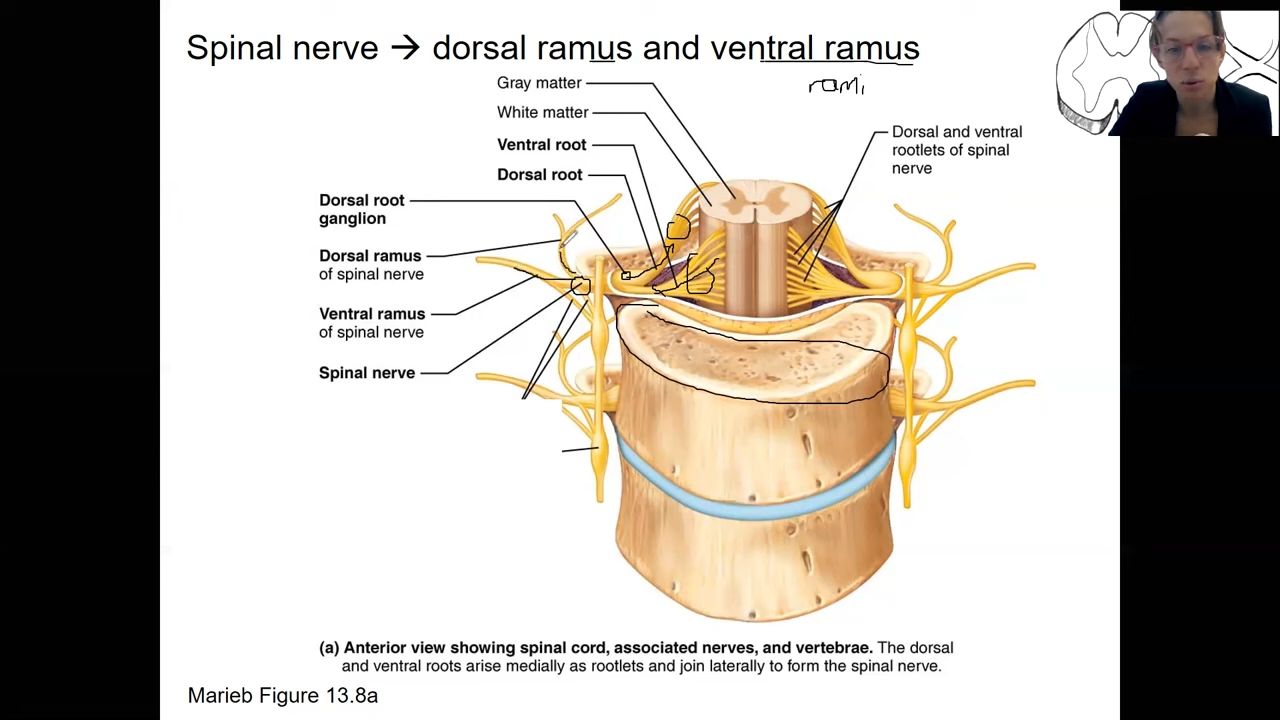 Spinal nerve → dorsal ramus and ventral ramus
rami
Gray matter
White matter
Ventral root
Dorsal root
Dorsal root
ganglion
Dorsal ramus
of spinal nerve
Ventral ramus
of spinal nerve
Spinal nerve
Dorsal and ventral
rootlets of spinal
nerve
(a) Anterior view showing spinal cord, associated nerves, and vertebrae. The dorsal
and ventral roots arise medially as rootlets and join laterally to form the spinal nerve.
Marieb Figure 13.8a